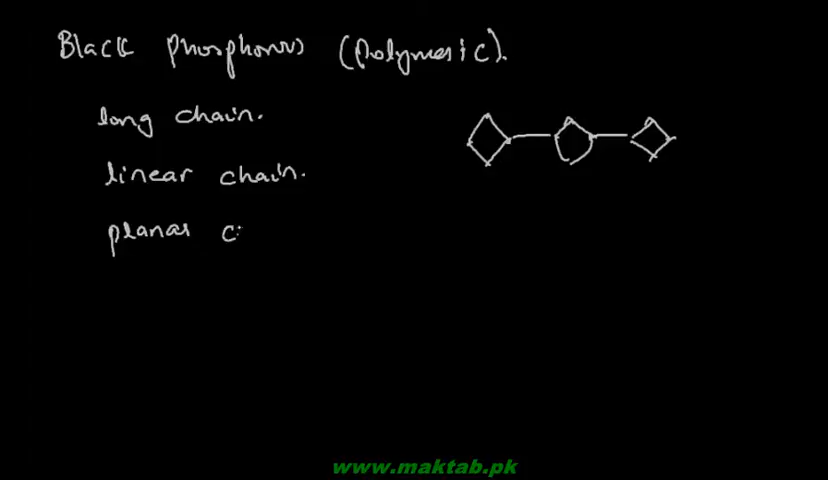 Black Phosphorus (Polymeric).
long chain.
linear chain.
planar c
www.maktab.pk